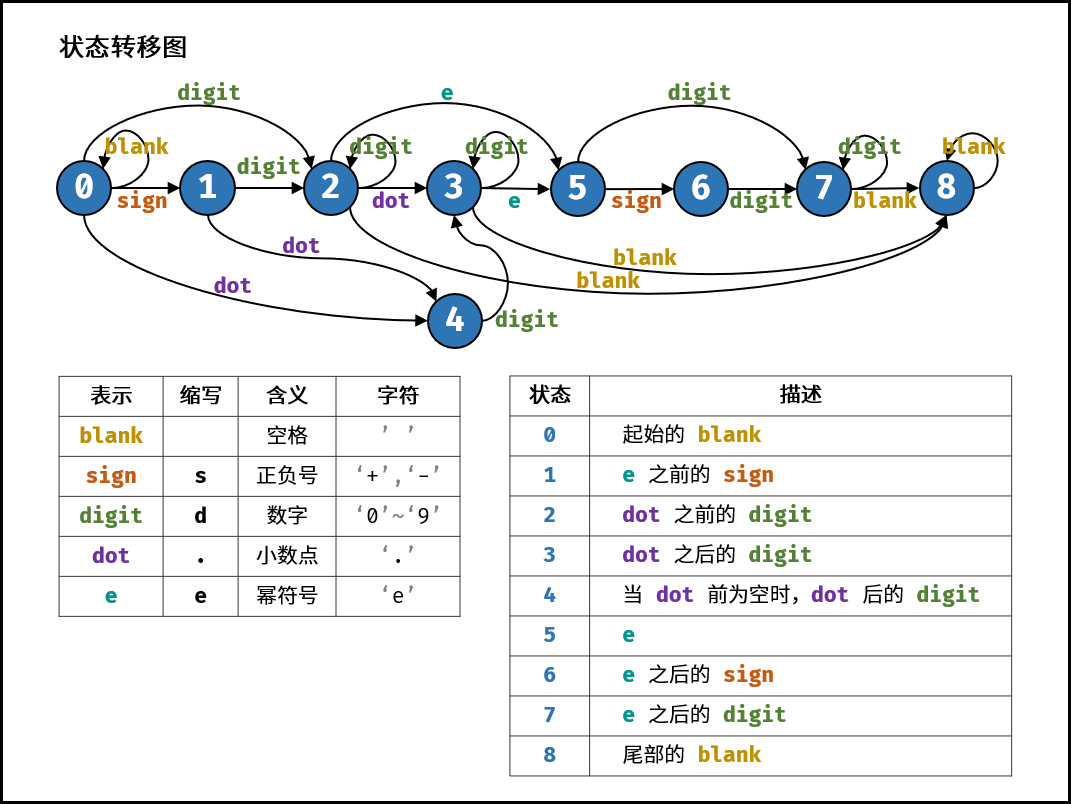 状态转移图
digit
e
digit
blank
digit
digit
digit
digit
blank
0
sign
1
2
dot
3
e
5
sign
6
digit
7
blank
8
dot
blank
dot
blank
4
digit
表示 缩写 含义 字符
blank 空格 ’ ’
sign s 正负号 ‘+’,‘-’
digit d 数字 ‘0’~‘9’
dot . 小数点 ‘.’
e e 幂符号 ‘e’
状态 描述
0 起始的 blank
1 e 之前的 sign
2 dot 之前的 digit
3 dot 之后的 digit
4 当 dot 前为空时，dot 后的 digit
5 e
6 e 之后的 sign
7 e 之后的 digit
8 尾部的 blank